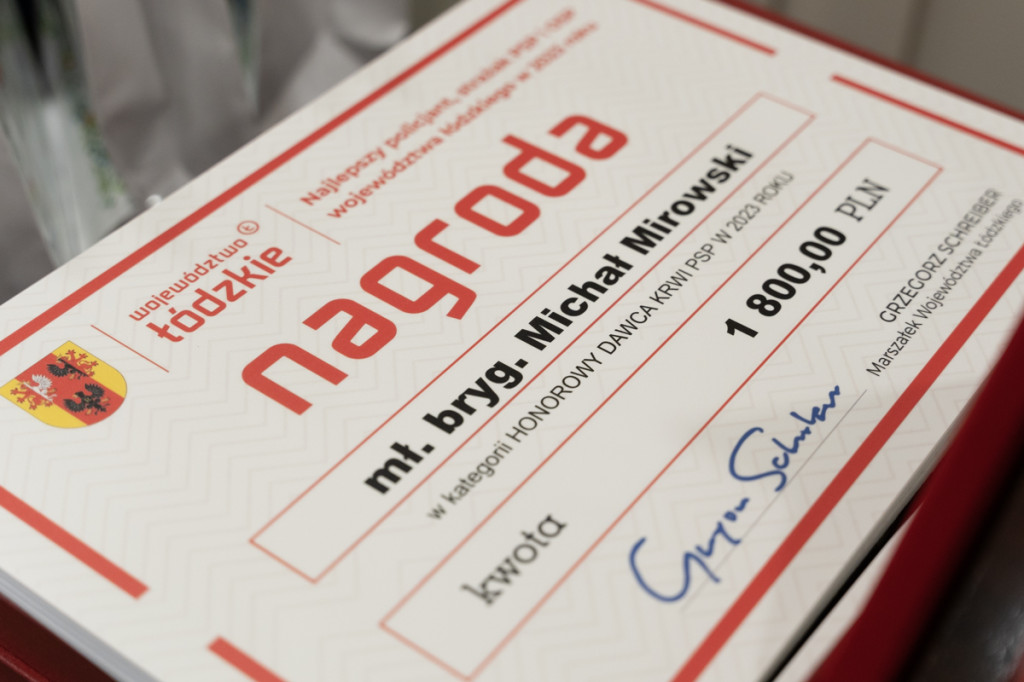 województwo
łódzkie
Najlepszy policjant, strażak PSP i OSP
województwa łódzkiego w 2023 roku
nagroda
mł. bryg. Michał Mirowski
w kategorii HONOROWY DAWCA KRWI PSP W 2023 ROKU
kwota 1 800,00 PLN
GRZEGORZ SCHREIBER
Marszałek Województwa Łódzkiego